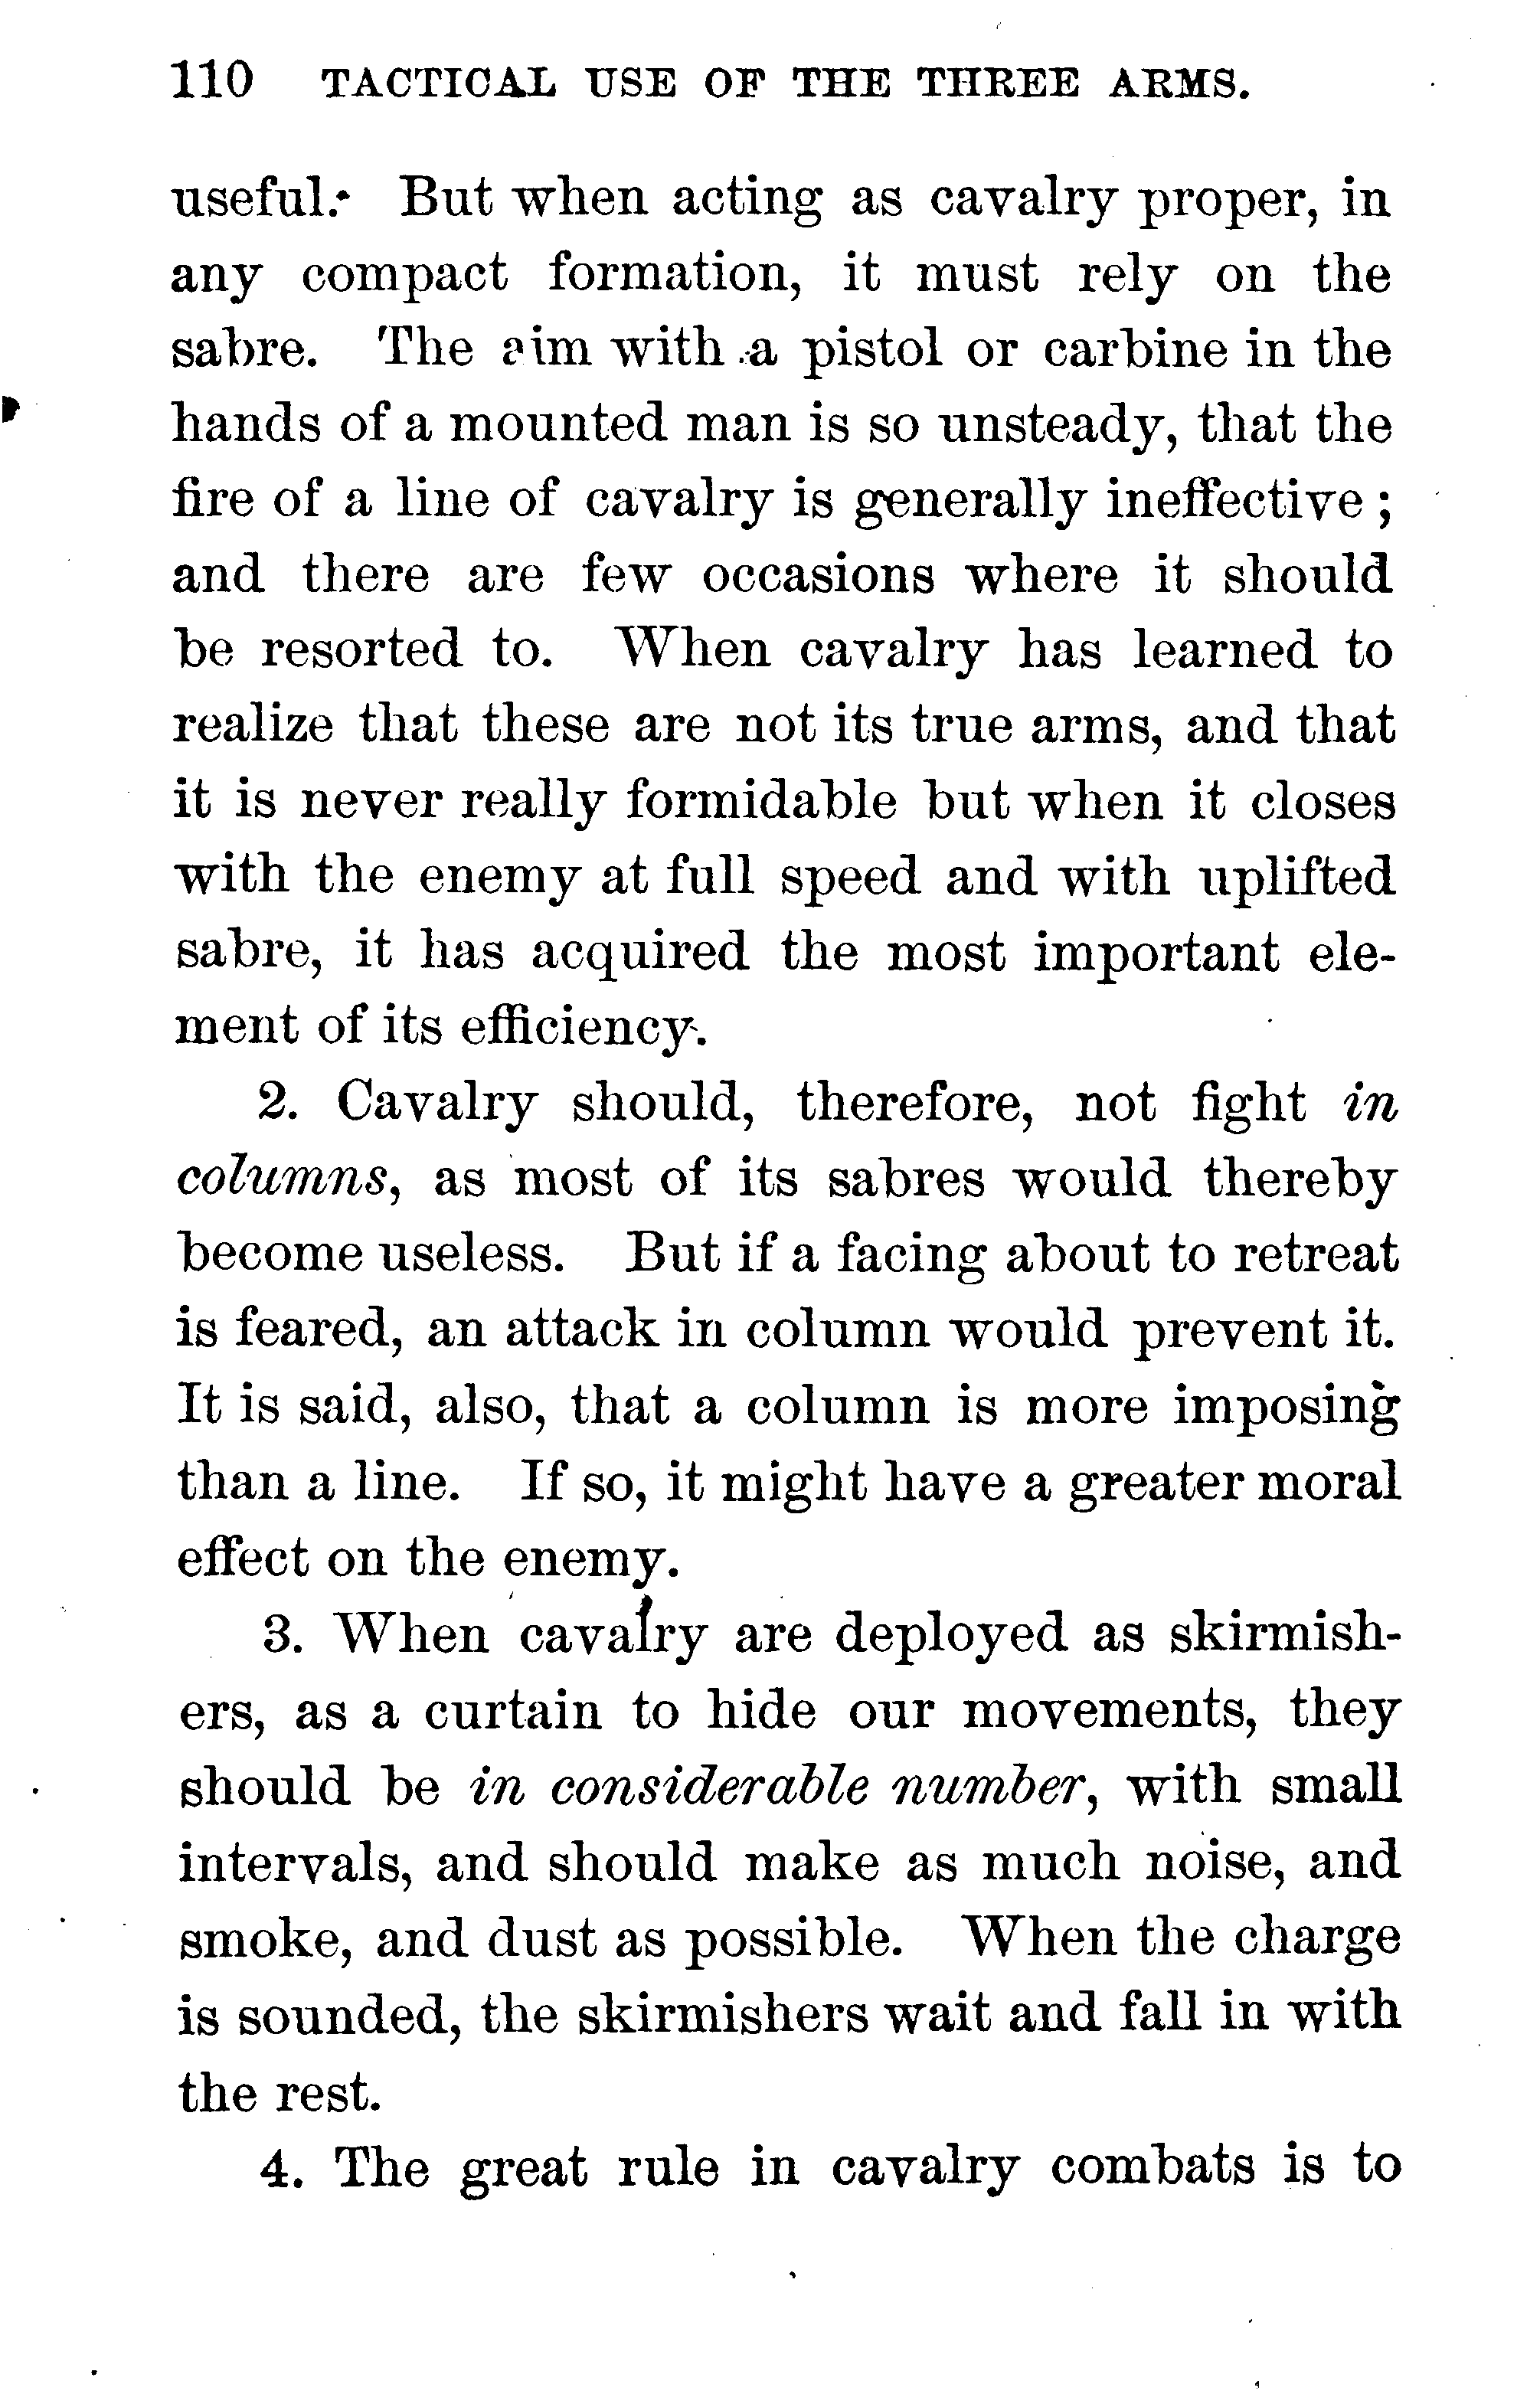 110 TACTICAL USE OF THE THREE ARMS.
useful. But when acting as cavalry proper, in
any compact formation, it must rely on the
sabre. The aim with a pistol or carbine in the
hands of a mounted man is so unsteady, that the
fire of a line of cavalry is generally ineffective ;
and there are few occasions where it should
be resorted to. When cavalry has learned to
realize that these are not its true arms, and that
it is never really formidable but when it closes
with the enemy at full speed and with uplifted
sabre, it has acquired the most important ele-
ment of its efficiency.
2. Cavalry should, therefore, not fight in
columns, as most of its sabres would thereby
become useless. But if a facing about to retreat
is feared, an attack in column would prevent it.
It is said, also, that a column is more imposing
than a line. If so, it might have a greater moral
effect on the enemy.
3. When cavalry are deployed as skirmish-
ers, as a curtain to hide our movements, they
should be in considerable number, with small
intervals, and should make as much noise, and
smoke, and dust as possible. When the charge
is sounded, the skirmishers wait and fall in with
the rest.
4. The great rule in cavalry combats is to